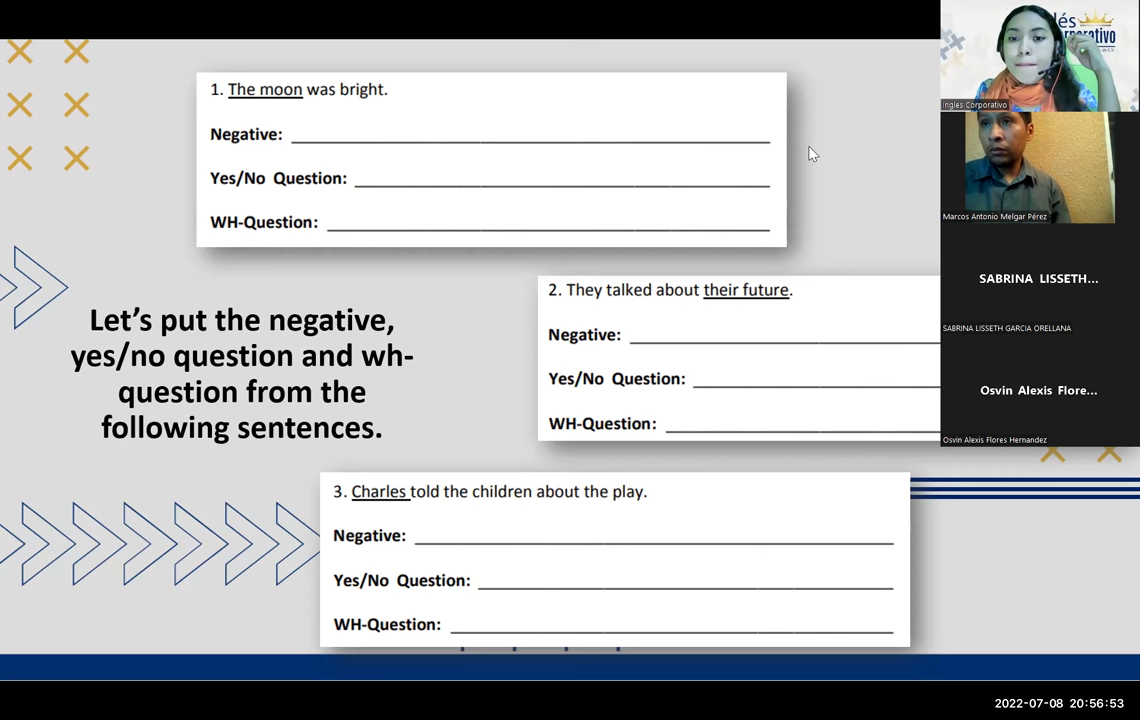 1. The moon was bright.
Negative:
Yes/No Question:
WH-Question:
Let's put the negative,
yes/no question and wh-
question from the
following sentences.
2. They talked about their future.
Negative:
Yes/No Question:
WH-Question:
3. Charles told the children about the play.
Negative:
Yes/No Question:
WH-Question:
Ingles Corporativo
Marcos Antonio Melgar Pérez
SABRINA LISSETH...
SABRINA LISSETH GARCIA ORELLANA
Osvin Alexis Flore...
Osvin Alexis Flores Hernandez
2022-07-08 20:56:53